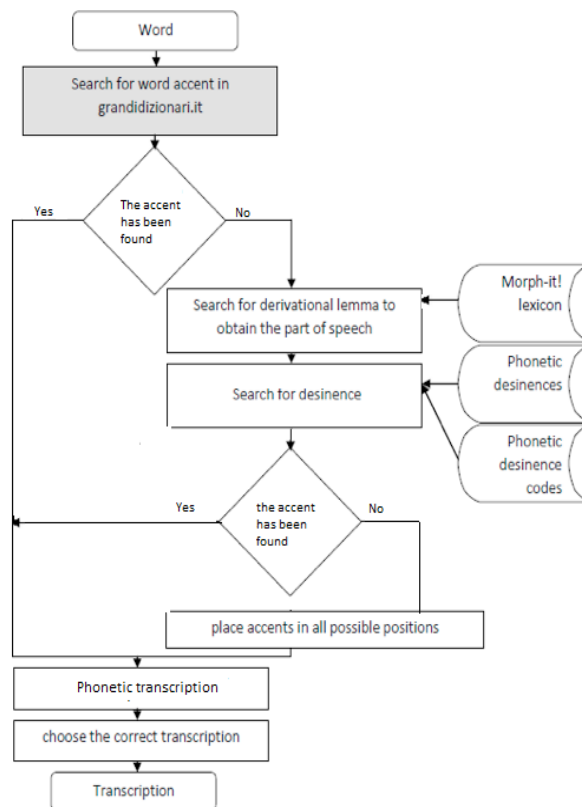 Word
Search for word accent in
grandidizionari.it
The accent
has been
found
Yes
No
Search for derivational lemma to
obtain the part of speech
Morph-it!
lexicon
Search for desinence
Phonetic
desinences
Phonetic
desinence
codes
the accent
has been
found
Yes
No
place accents in all possible positions
Phonetic transcription
choose the correct transcription
Transcription